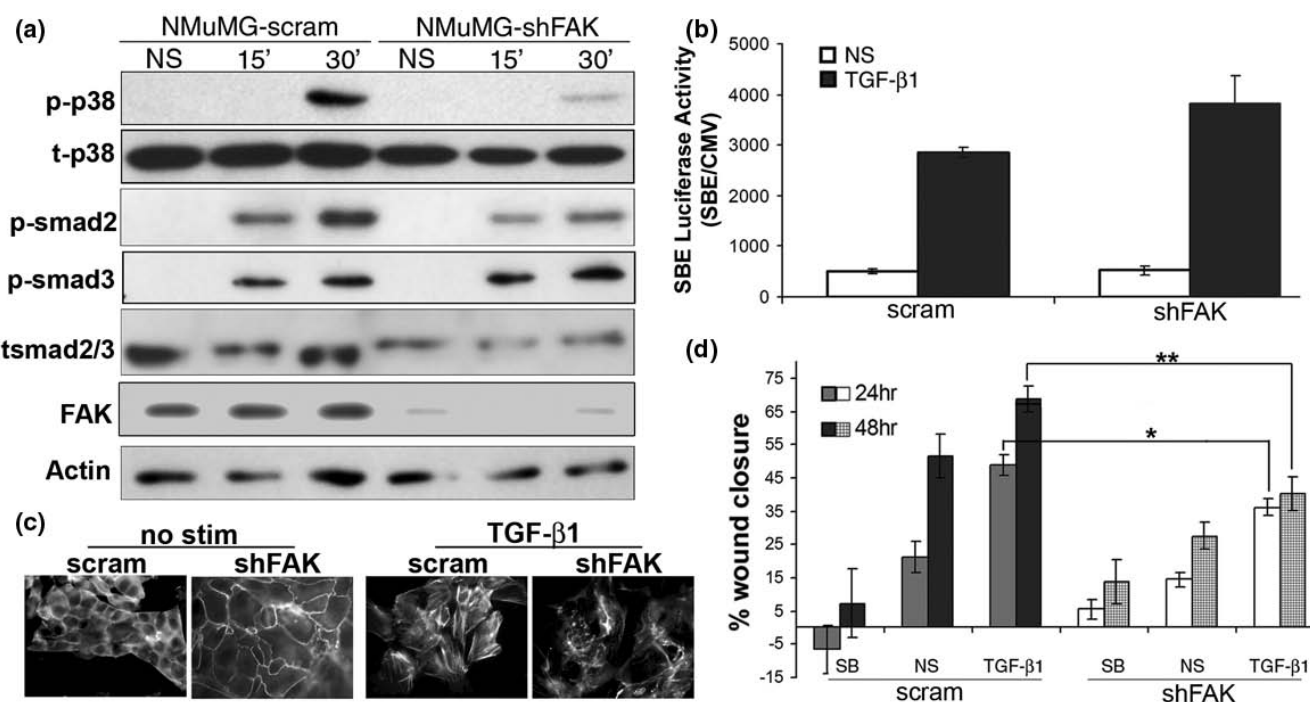 (a)
NMuMG-scram NMuMG-shFAK
NS 15' 30' NS 15' 30'
p-p38
t-p38
p-smad2
p-smad3
tsmad2/3
FAK
Actin
(b)
SBE Luciferase Activity
(SBE/CMV)
5000
4000
3000
2000
1000
0
NS
TGF-β1
scram shFAK
(c)
no stim TGF-β1
scram shFAK scram shFAK
(d)
% wound closure
75
65
55
45
35
25
15
5
-5
-15
24hr
48hr
**
*
SB NS TGF-β1 SB NS TGF-β1
scram shFAK